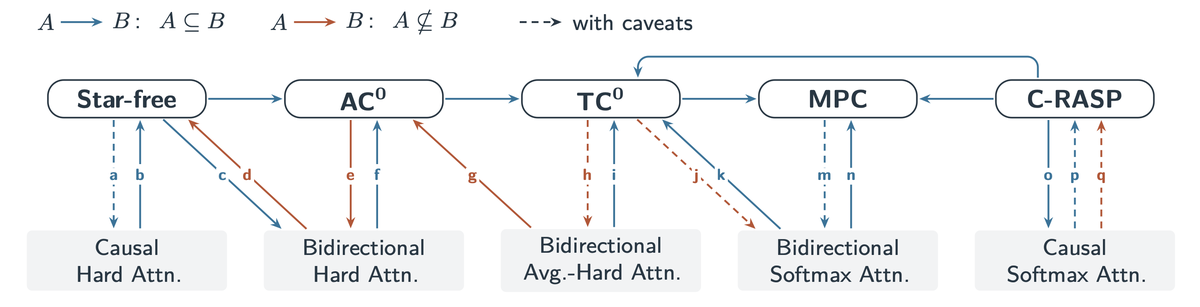 A → B : A ⊆ B A → B : A ⊈ B ⇢ with caveats
Star-free AC⁰ TC⁰ MPC C-RASP
a b c d e f g h i j k m n o p q
Causal Bidirectional Bidirectional Bidirectional Causal
Hard Attn. Hard Attn. Avg.-Hard Attn. Softmax Attn. Softmax Attn.